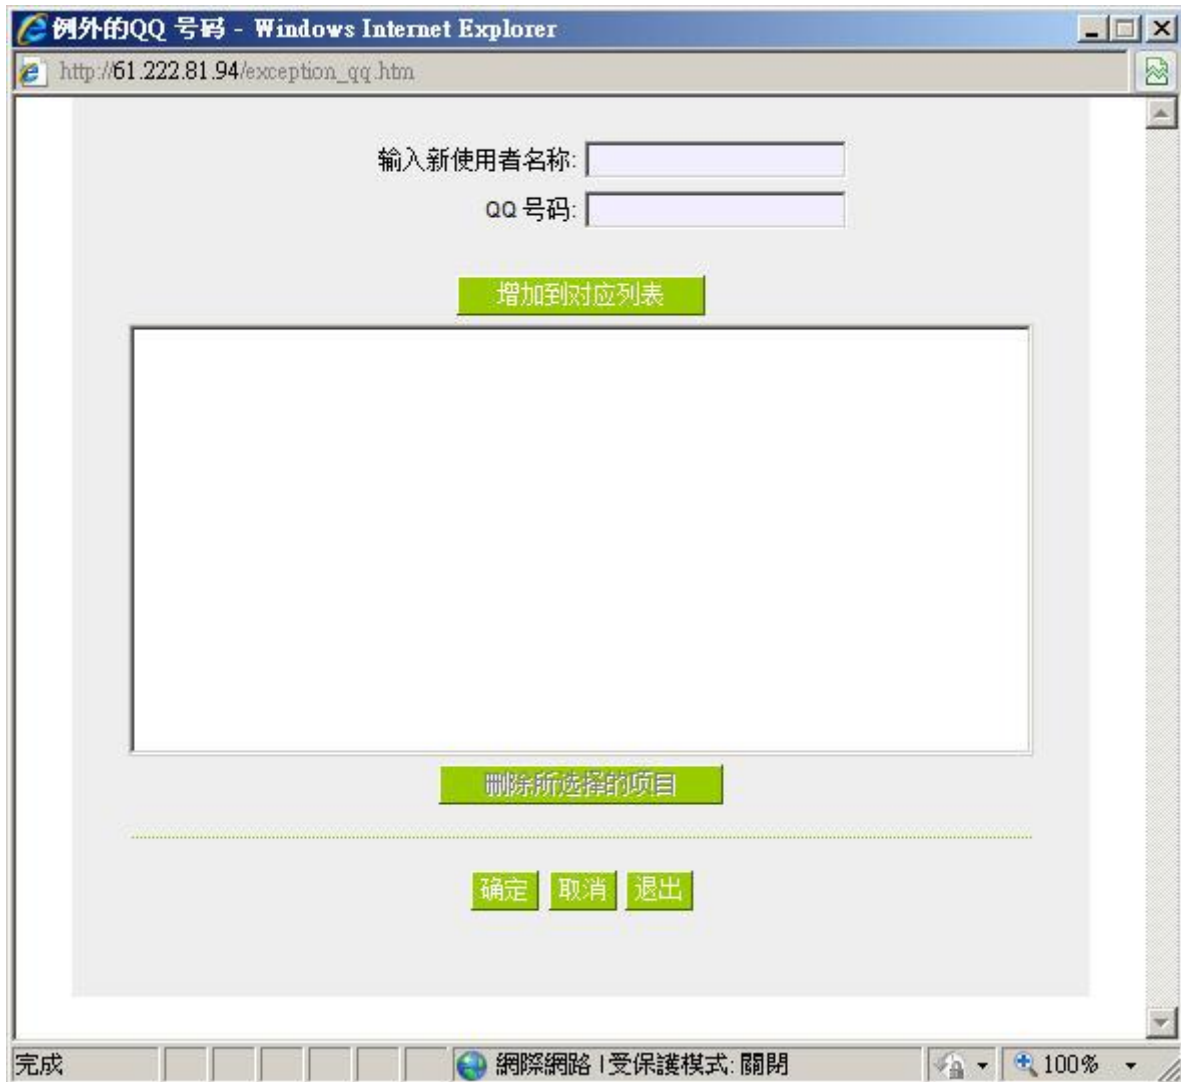 例外的QQ 号码 - Windows Internet Explorer
http://61.222.81.94/exception_qq.htm
输入新使用者名称:
QQ 号码:
增加到对应列表
删除所选择的项目
确定 取消 退出
完成 網際網路 | 受保護模式: 關閉 100%